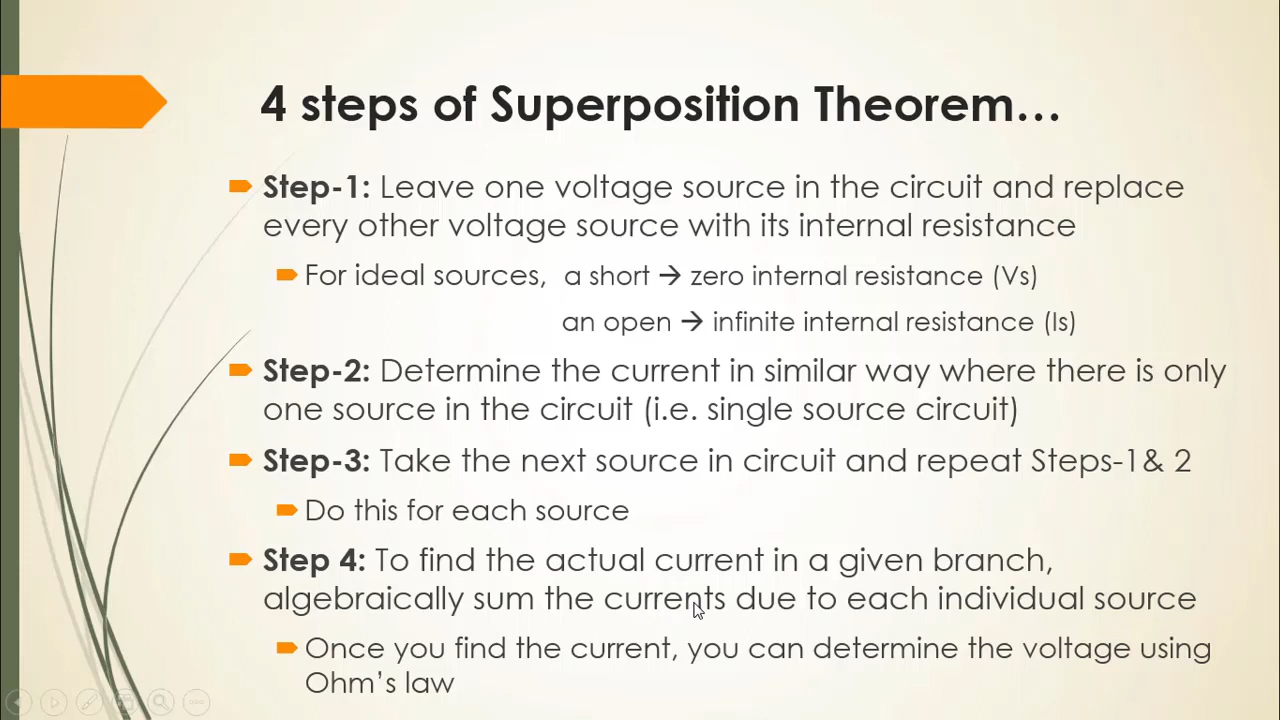 4 steps of Superposition Theorem…
Step-1: Leave one voltage source in the circuit and replace
every other voltage source with its internal resistance
For ideal sources, a short → zero internal resistance (Vs)
an open → infinite internal resistance (Is)
Step-2: Determine the current in similar way where there is only
one source in the circuit (i.e. single source circuit)
Step-3: Take the next source in circuit and repeat Steps-1& 2
Do this for each source
Step 4: To find the actual current in a given branch,
algebraically sum the currents due to each individual source
Once you find the current, you can determine the voltage using
Ohm’s law